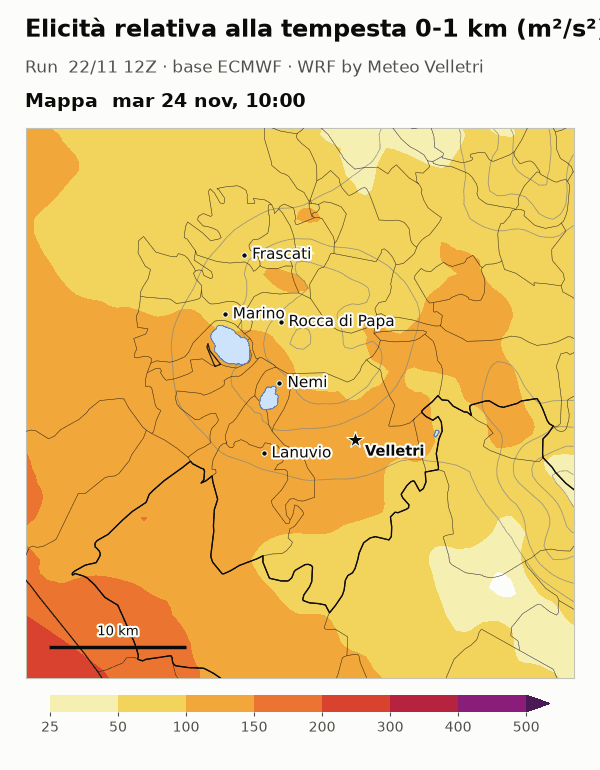 Elicità relativa alla tempesta 0-1 km (m²/s²)
Run  22/11 12Z · base ECMWF · WRF by Meteo Velletri
Mappa  mar 24 nov, 10:00
Frascati
Marino
Rocca di Papa
Nemi
Velletri
Lanuvio
10 km
25 50 100 150 200 300 400 500